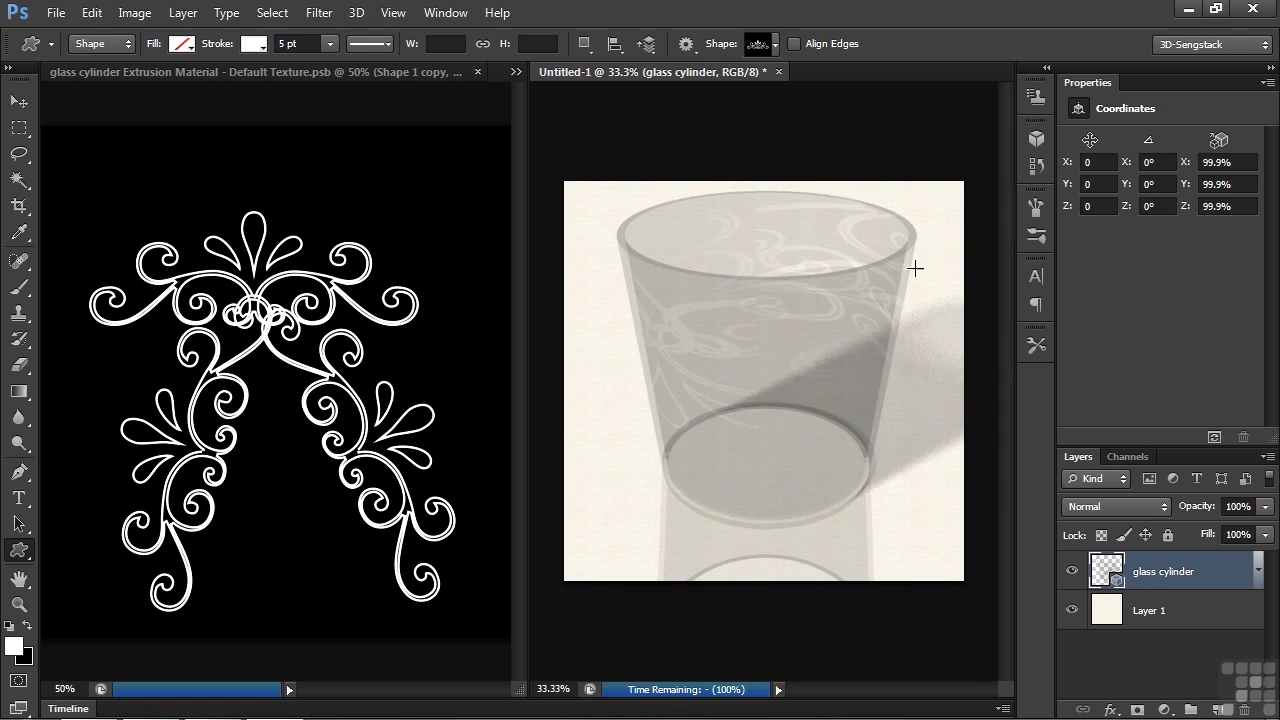 Ps File Edit Image Layer Type Select Filter 3D View Window Help
Shape Fill: Stroke: 5 pt W: H: Shape: Align Edges 3D-Sengstack
glass cylinder Extrusion Material - Default Texture.psb @ 50% (Shape 1 copy, ...
Untitled-1 @ 33.3% (glass cylinder, RGB/8) *
Properties
Coordinates
X: 0 X: 0° X: 99.9%
Y: 0 Y: 0° Y: 99.9%
Z: 0 Z: 0° Z: 99.9%
Layers Channels
Kind
Normal Opacity: 100%
Lock: Fill: 100%
glass cylinder
Layer 1
50%
33.33% Time Remaining: - (100%)
Timeline